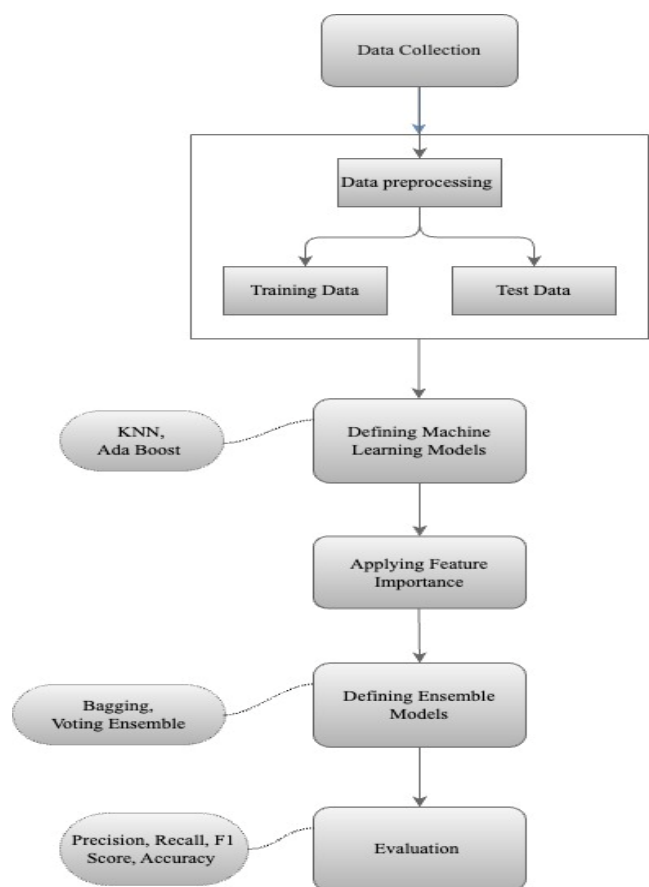 Data Collection
Data preprocessing
Training Data
Test Data
KNN,
Ada Boost
Defining Machine
Learning Models
Applying Feature
Importance
Bagging,
Voting Ensemble
Defining Ensemble
Models
Precision, Recall, F1
Score, Accuracy
Evaluation